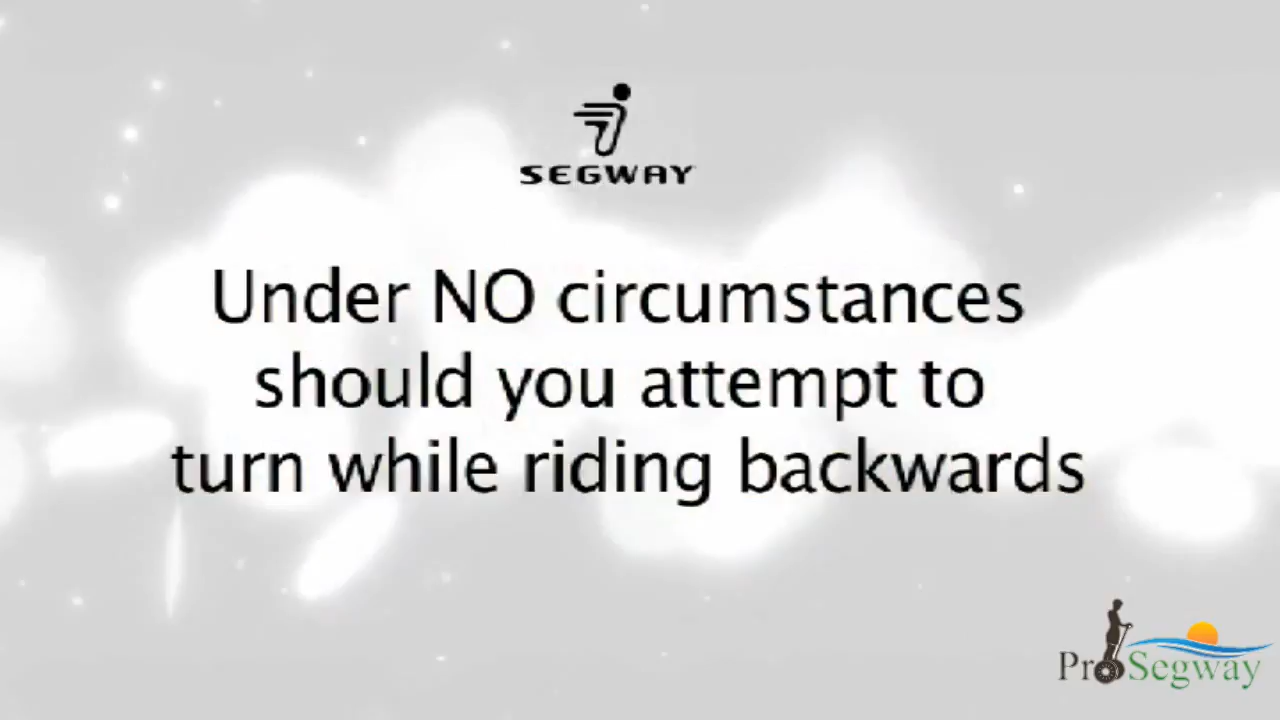 SEGWAY
Under NO circumstances
should you attempt to
turn while riding backwards
ProSegway